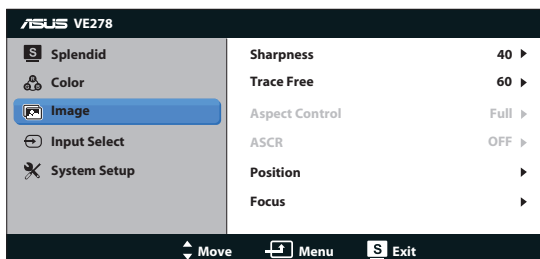 ASUS VE278
S Splendid
Color
Image
Input Select
System Setup
Sharpness 40
Trace Free 60
Aspect Control Full
ASCR OFF
Position
Focus
Move Menu S Exit